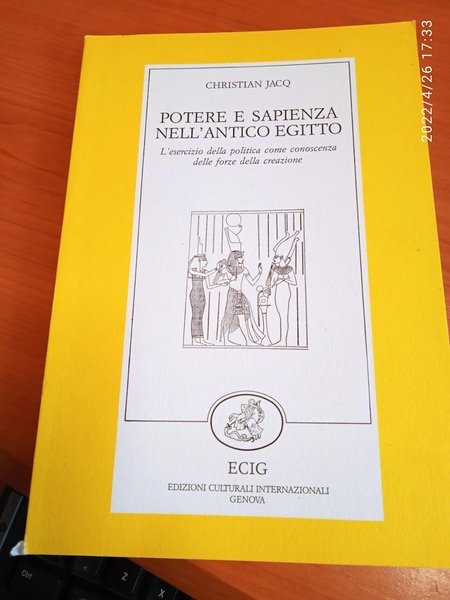 CHRISTIAN JACQ
POTERE E SAPIENZA
NELL'ANTICO EGITTO
L'esercizio della politica come conoscenza
delle forze della creazione
ECIG
EDIZIONI CULTURALI INTERNAZIONALI
GENOVA
2022/4/26 17:33
Ctrl
Z
X